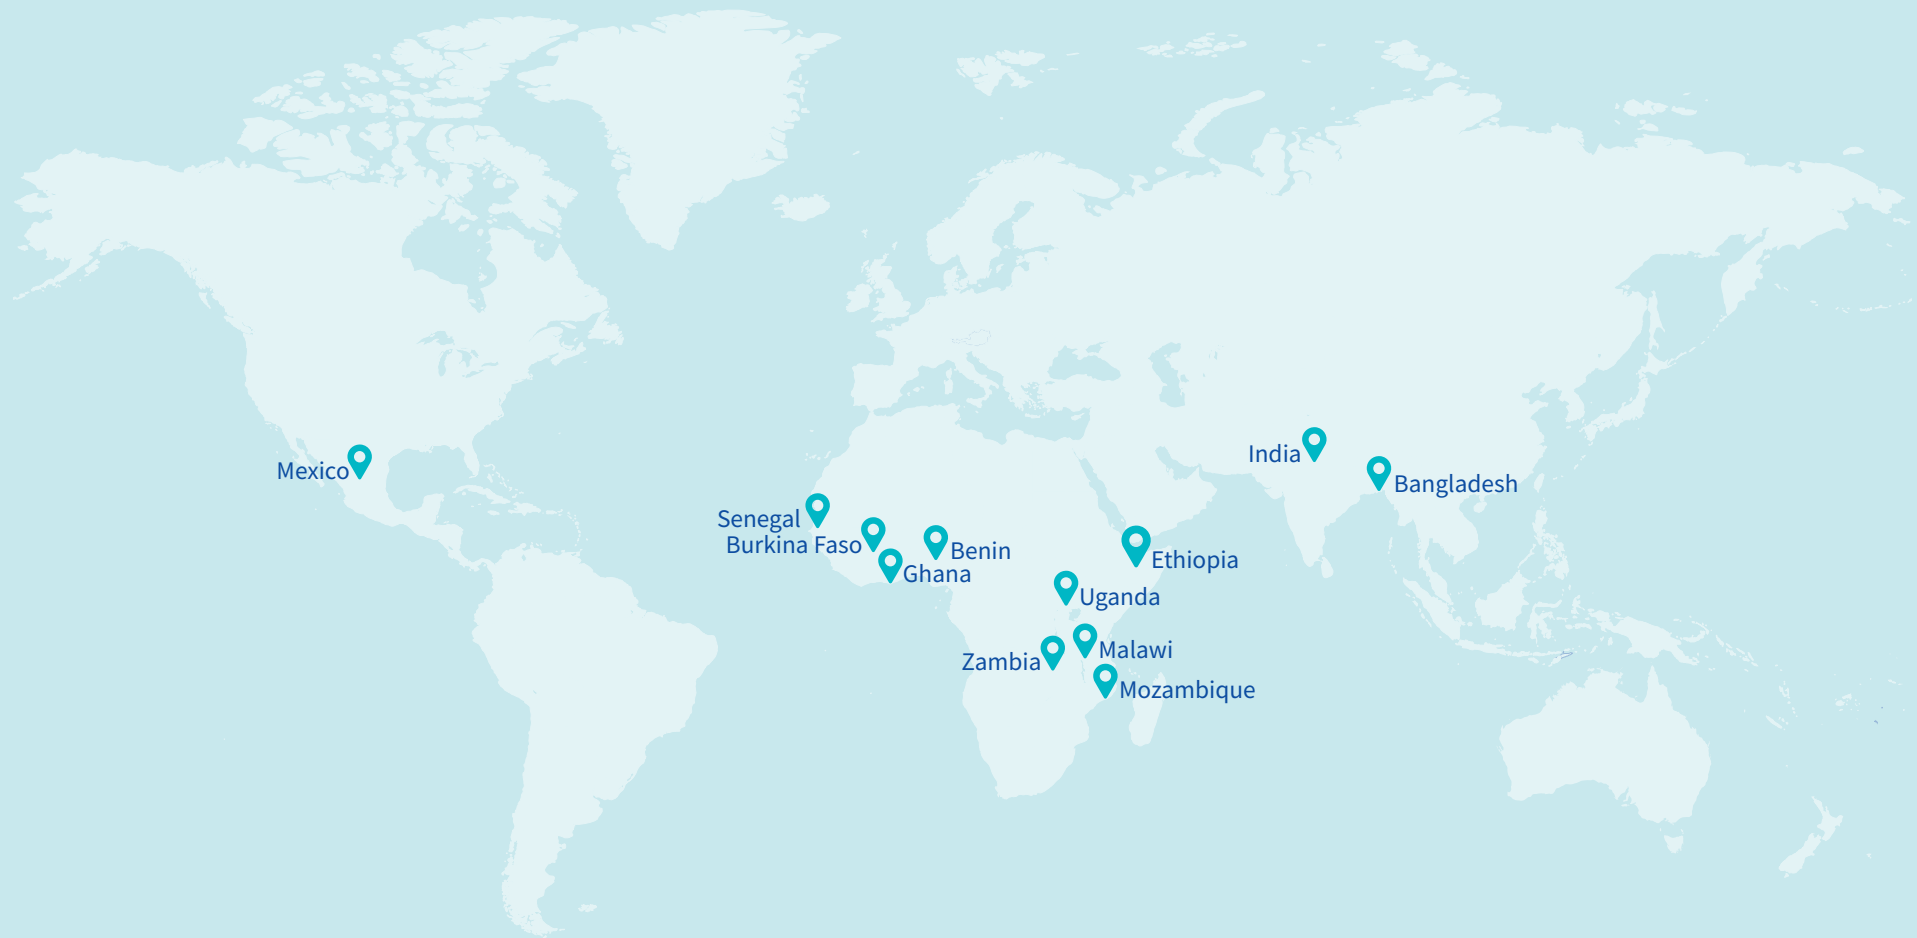 India
Mexico
Bangladesh
Senegal
Burkina Faso
Benin
Ethiopia
Ghana
Uganda
Malawi
Zambia
Mozambique